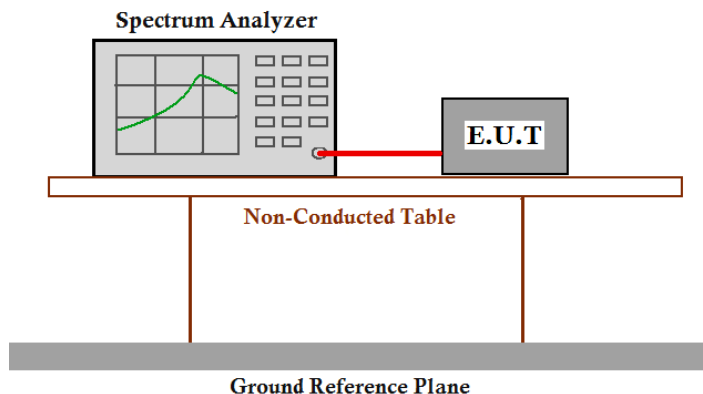 Spectrum Analyzer
E.U.T
Non-Conducted Table
Ground Reference Plane